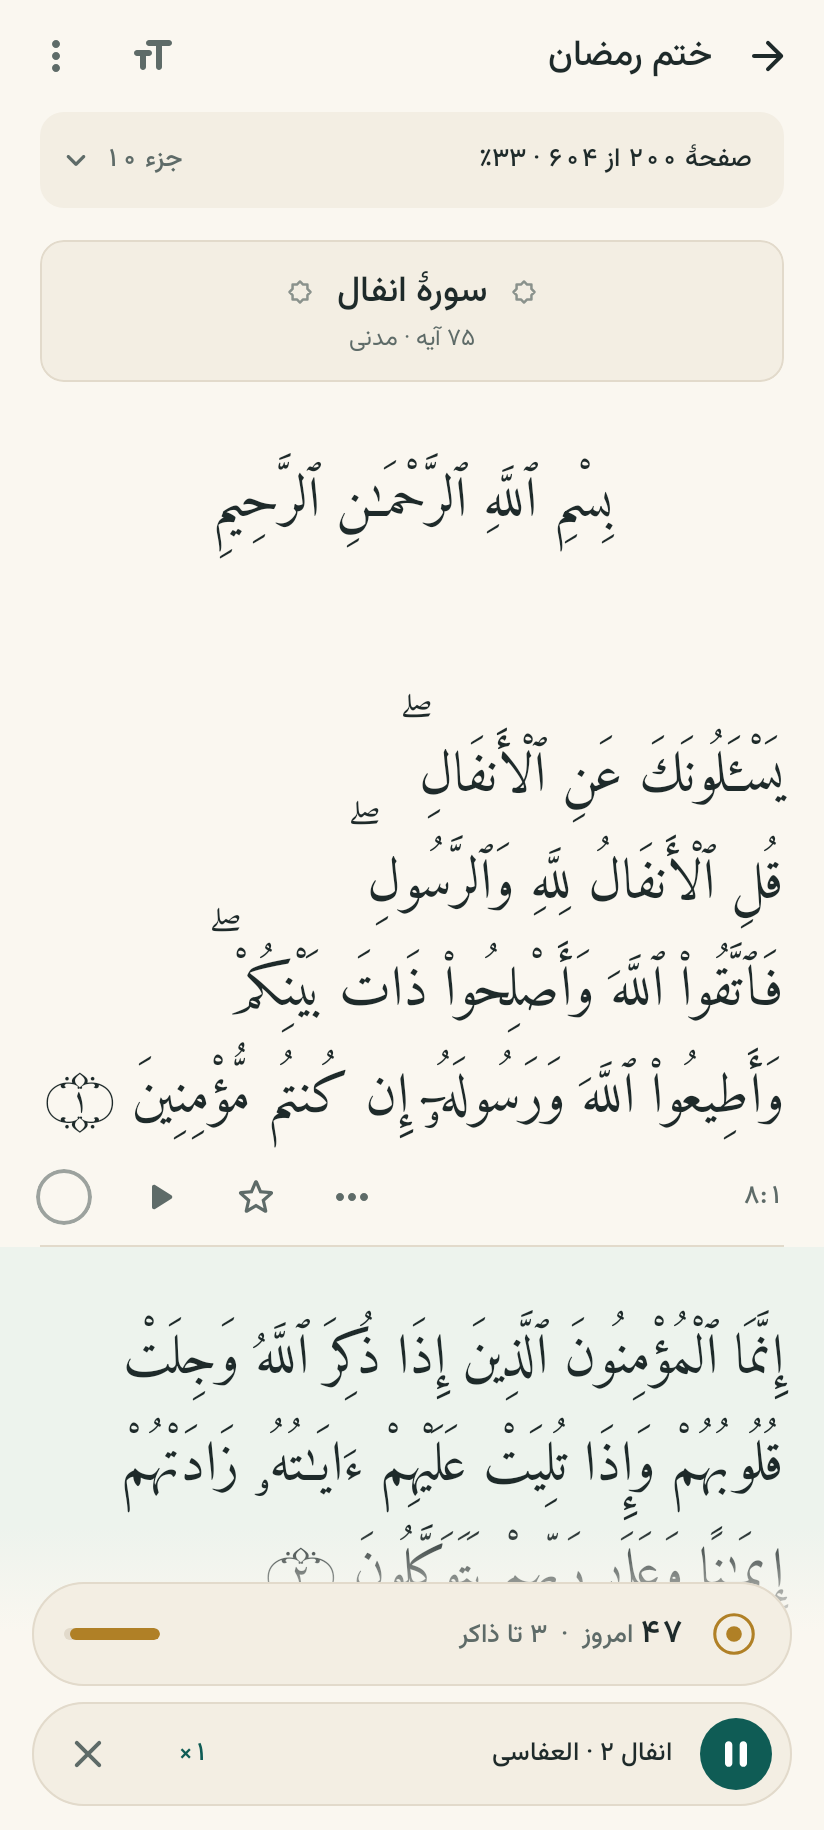 ختم رمضان
صفحهٔ ۲۰۰ از ۶۰۴ · ۳۳٪
جزء ۱۰
سورهٔ انفال
۷۵ آیه · مدنی
بِسْمِ ٱللَّهِ ٱلرَّحْمَـٰنِ ٱلرَّحِيمِ
يَسْـَٔلُونَكَ عَنِ ٱلْأَنفَالِ ۖ
قُلِ ٱلْأَنفَالُ لِلَّهِ وَٱلرَّسُولِ ۖ
فَٱتَّقُوا۟ ٱللَّهَ وَأَصْلِحُوا۟ ذَاتَ بَيْنِكُمْ ۖ
وَأَطِيعُوا۟ ٱللَّهَ وَرَسُولَهُۥٓ إِن كُنتُم مُّؤْمِنِينَ ۝١
۸:۱
إِنَّمَا ٱلْمُؤْمِنُونَ ٱلَّذِينَ إِذَا ذُكِرَ ٱللَّهُ وَجِلَتْ
قُلُوبُهُمْ وَإِذَا تُلِيَتْ عَلَيْهِمْ ءَايَـٰتُهُۥ زَادَتْهُمْ
إِيمَـٰنًا وَعَلَىٰ رَبِّهِمْ يَتَوَكَّلُونَ ۝٢
۴۷ امروز · ۳ تا ذاکر
انفال ۲ · العفاسی
۱×